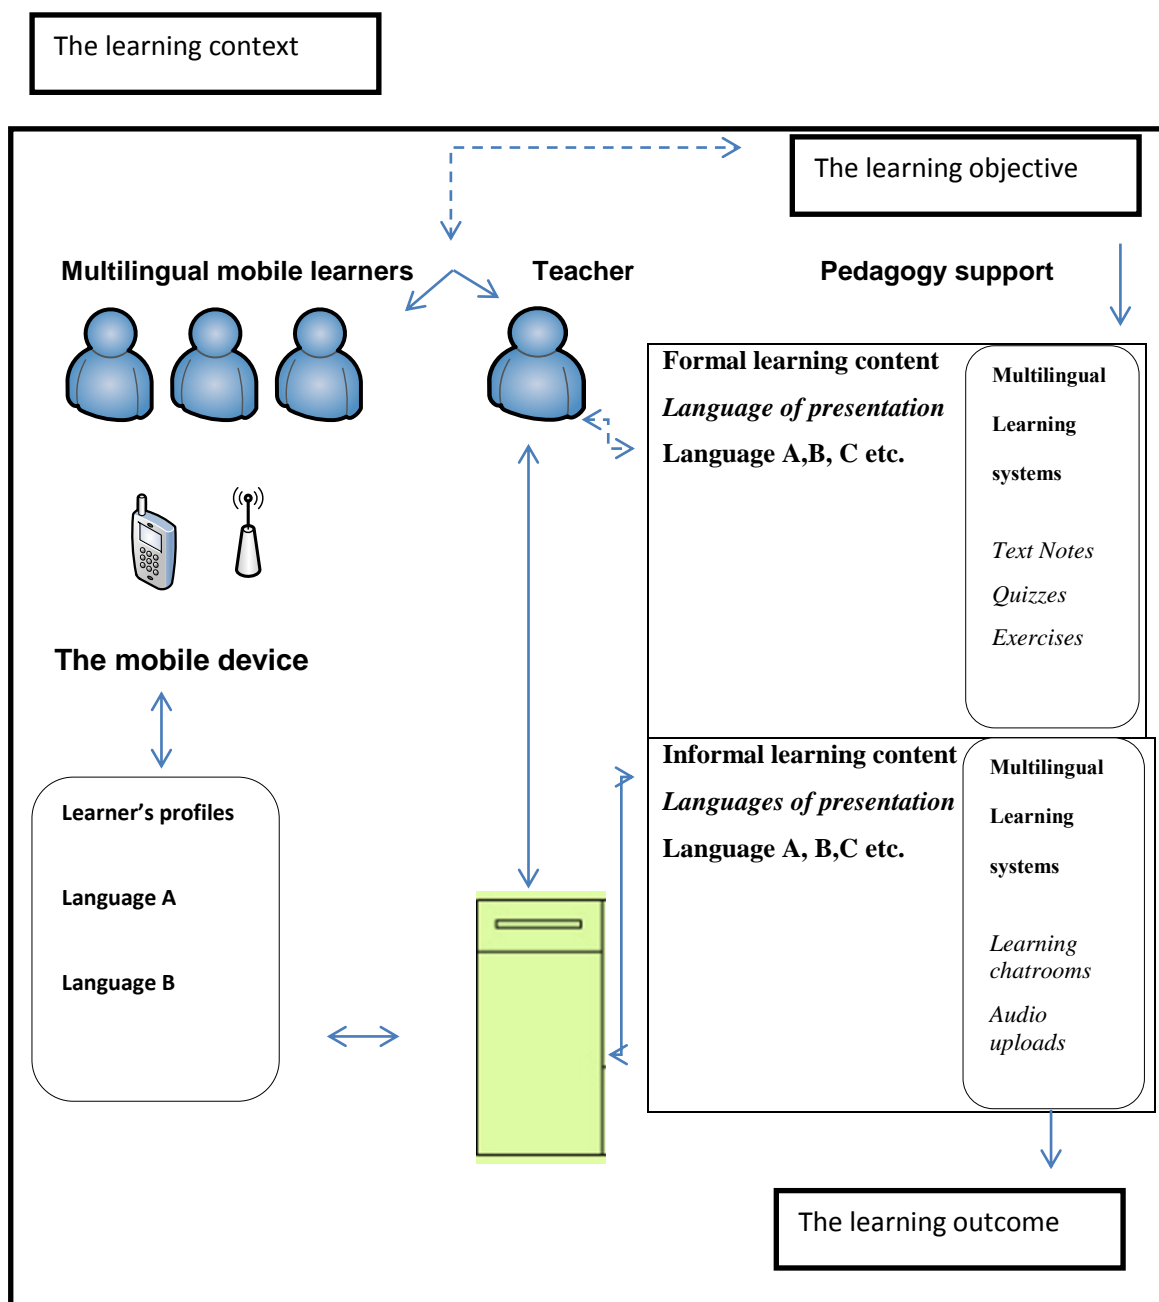 The learning context
The learning objective
Multilingual mobile learners
Teacher
Pedagogy support
Formal learning content
Language of presentation
Language A,B, C etc.
Multilingual
Learning
systems
Text Notes
Quizzes
Exercises
The mobile device
Learner’s profiles
Language A
Language B
Informal learning content
Languages of presentation
Language A, B,C etc.
Multilingual
Learning
systems
Learning
chatrooms
Audio
uploads
The learning outcome